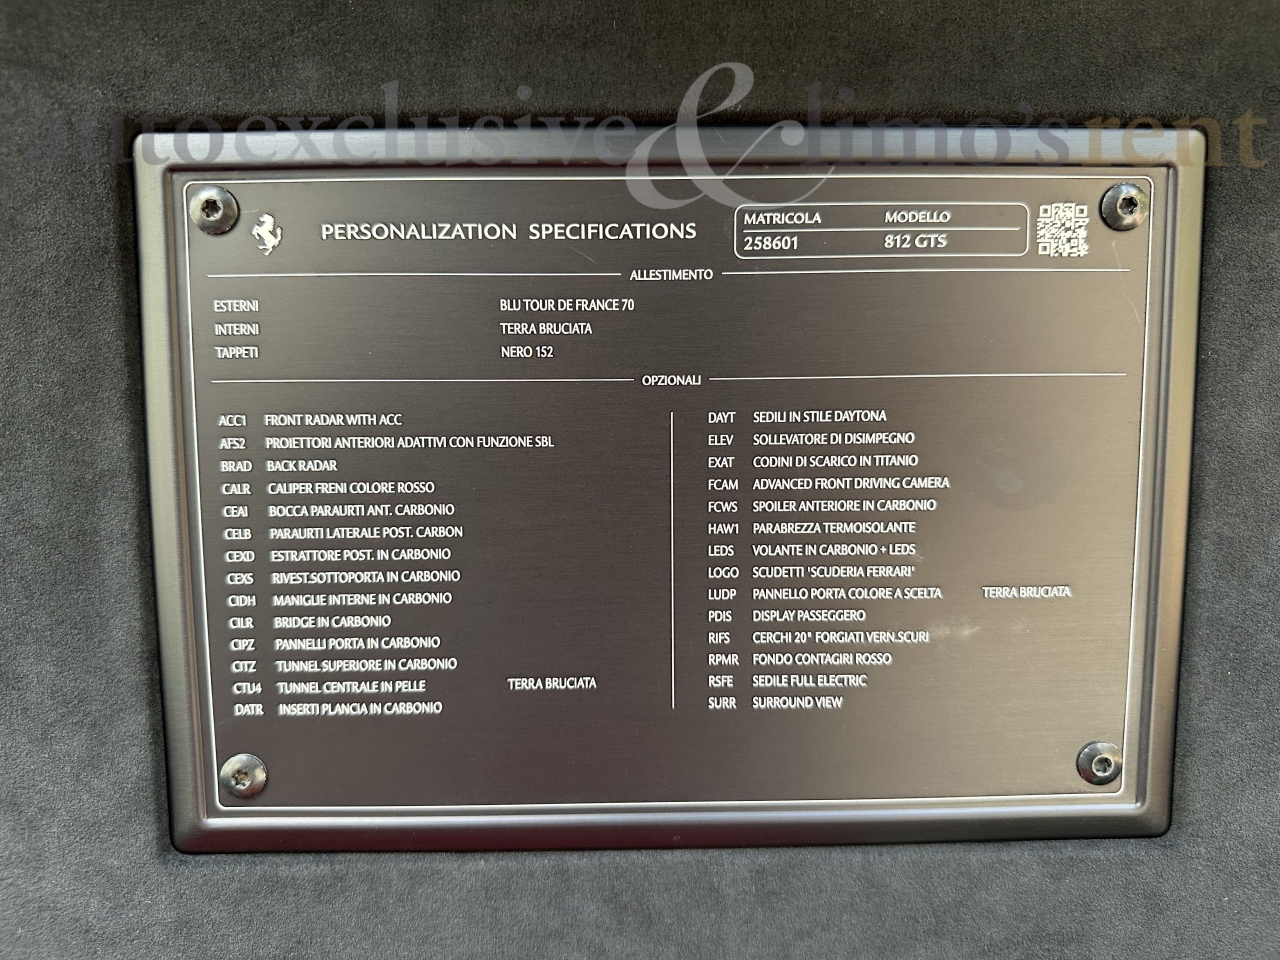 autoexclusive & limo's rent
PERSONALIZATION SPECIFICATIONS
MATRICOLA MODELLO
258601 812 GTS
ALLESTIMENTO
ESTERNI BLU TOUR DE FRANCE 70
INTERNI TERRA BRUCIATA
TAPPETI NERO 152
OPZIONALI
ACC1 FRONT RADAR WITH ACC
AFS2 PROIETTORI ANTERIORI ADATTIVI CON FUNZIONE SBL
BRAD BACK RADAR
CALR CALIPER FRENI COLORE ROSSO
CEAI BOCCA PARAURTI ANT. CARBONIO
CELB PARAURTI LATERALE POST. CARBON
CEXD ESTRATTORE POST. IN CARBONIO
CEXS RIVEST.SOTTOPORTA IN CARBONIO
CIDH MANIGLIE INTERNE IN CARBONIO
CILR BRIDGE IN CARBONIO
CIPZ PANNELLI PORTA IN CARBONIO
CITZ TUNNEL SUPERIORE IN CARBONIO
CTU4 TUNNEL CENTRALE IN PELLE TERRA BRUCIATA
DATR INSERTI PLANCIA IN CARBONIO
DAYT SEDILI IN STILE DAYTONA
ELEV SOLLEVATORE DI DISIMPEGNO
EXAT CODINI DI SCARICO IN TITANIO
FCAM ADVANCED FRONT DRIVING CAMERA
FCWS SPOILER ANTERIORE IN CARBONIO
HAW1 PARABREZZA TERMOISOLANTE
LEDS VOLANTE IN CARBONIO + LEDS
LOGO SCUDETTI 'SCUDERIA FERRARI'
LUDP PANNELLO PORTA COLORE A SCELTA TERRA BRUCIATA
PDIS DISPLAY PASSEGGERO
RIFS CERCHI 20" FORGIATI VERN.SCURI
RPMR FONDO CONTAGIRI ROSSO
RSFE SEDILE FULL ELECTRIC
SURR SURROUND VIEW